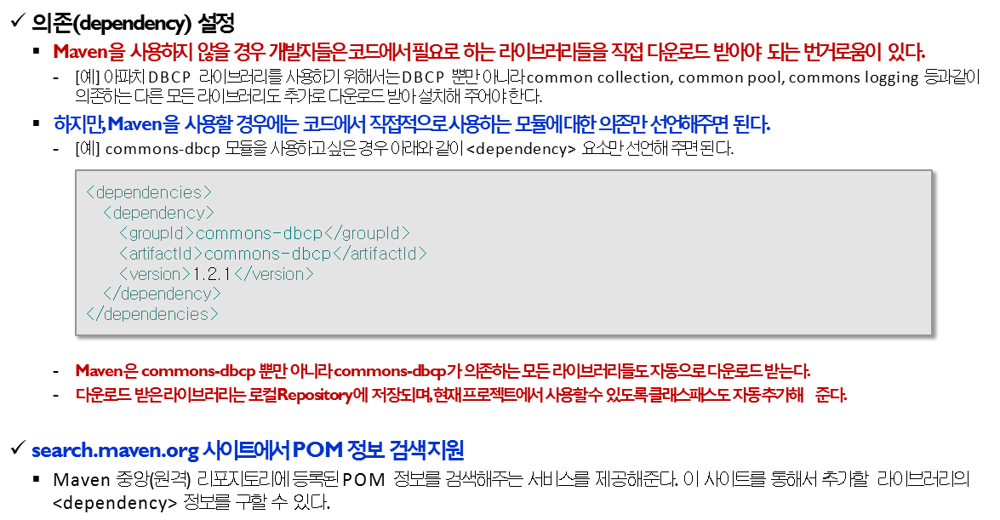 ✓ 의존(dependency) 설정
▪ Maven을 사용하지 않을 경우 개발자들은 코드에서 필요로 하는 라이브러리들을 직접 다운로드 받아야 되는 번거로움이 있다.
- [예] 아파치 DBCP 라이브러리를 사용하기 위해서는 DBCP 뿐만 아니라 common collection, common pool, commons logging 등과 같이
의존하는 다른 모든 라이브러리도 추가로 다운로드 받아 설치해 주어야 한다.
▪ 하지만, Maven을 사용할 경우에는 코드에서 직접적으로 사용하는 모듈에 대한 의존만 선언해주면 된다.
- [예] commons-dbcp 모듈을 사용하고 싶은 경우 아래와 같이 <dependency> 요소만 선언해 주면 된다.
<dependencies>
<dependency>
<groupId>commons-dbcp</groupId>
<artifactId>commons-dbcp</artifactId>
<version>1.2.1</version>
</dependency>
</dependencies>
- Maven은 commons-dbcp 뿐만 아니라 commons-dbcp가 의존하는 모든 라이브러리들도 자동으로 다운로드 받는다.
- 다운로드 받은 라이브러리는 로컬 Repository에 저장되며, 현재 프로젝트에서 사용할 수 있도록 클래스패스도 자동 추가해 준다.
✓ search.maven.org 사이트에서 POM 정보 검색 지원
▪ Maven 중앙(원격) 리포지토리에 등록된 POM 정보를 검색해주는 서비스를 제공해준다. 이 사이트를 통해서 추가할 라이브러리의
<dependency> 정보를 구할 수 있다.